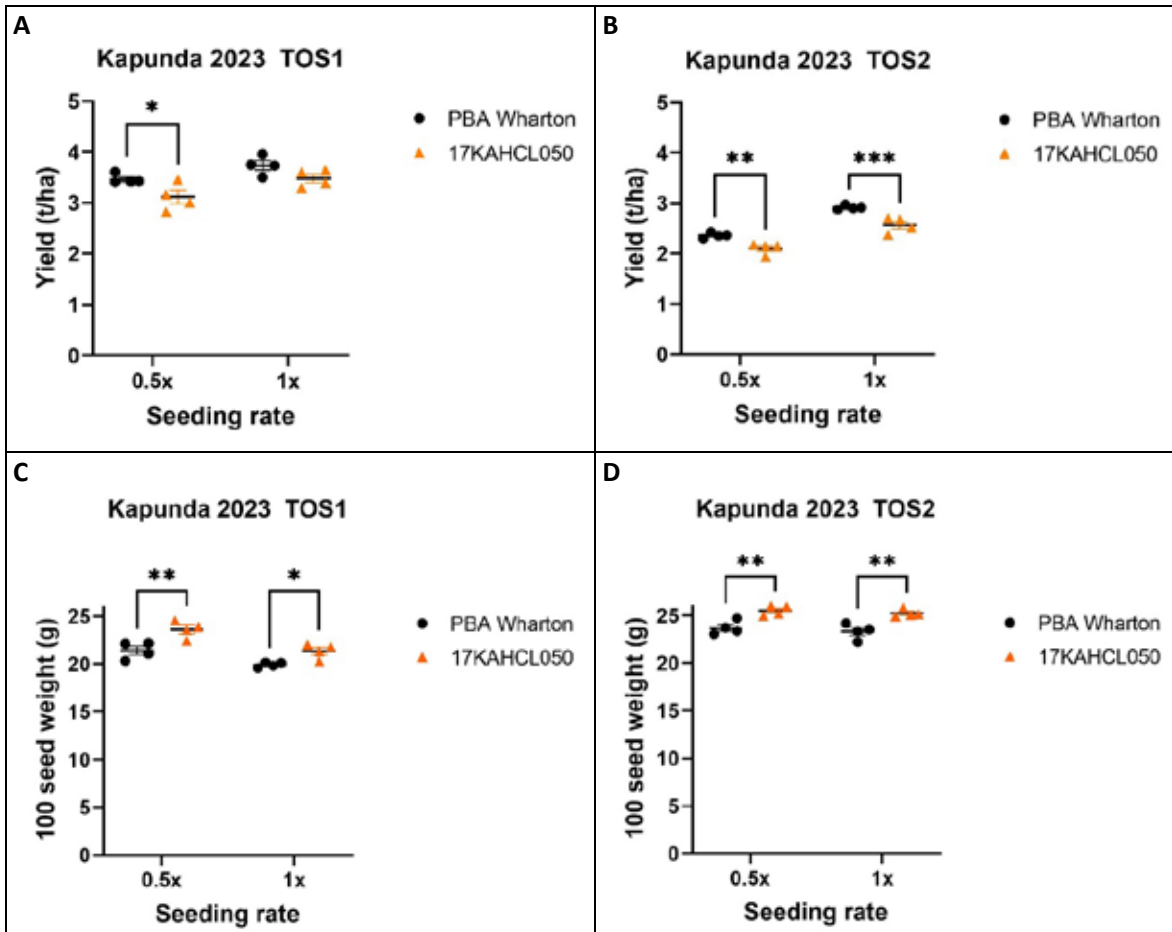 A
Kapunda 2023 TOS1
Yield (t/ha)
5
4
3
2
1
0
*
PBA Wharton
17KAHCL050
0.5x
1x
Seeding rate
B
Kapunda 2023 TOS2
Yield (t/ha)
5
4
3
2
1
0
**
***
PBA Wharton
17KAHCL050
0.5x
1x
Seeding rate
C
Kapunda 2023 TOS1
100 seed weight (g)
25
20
15
10
5
0
**
*
PBA Wharton
17KAHCL050
0.5x
1x
Seeding rate
D
Kapunda 2023 TOS2
100 seed weight (g)
25
20
15
10
5
0
**
**
PBA Wharton
17KAHCL050
0.5x
1x
Seeding rate